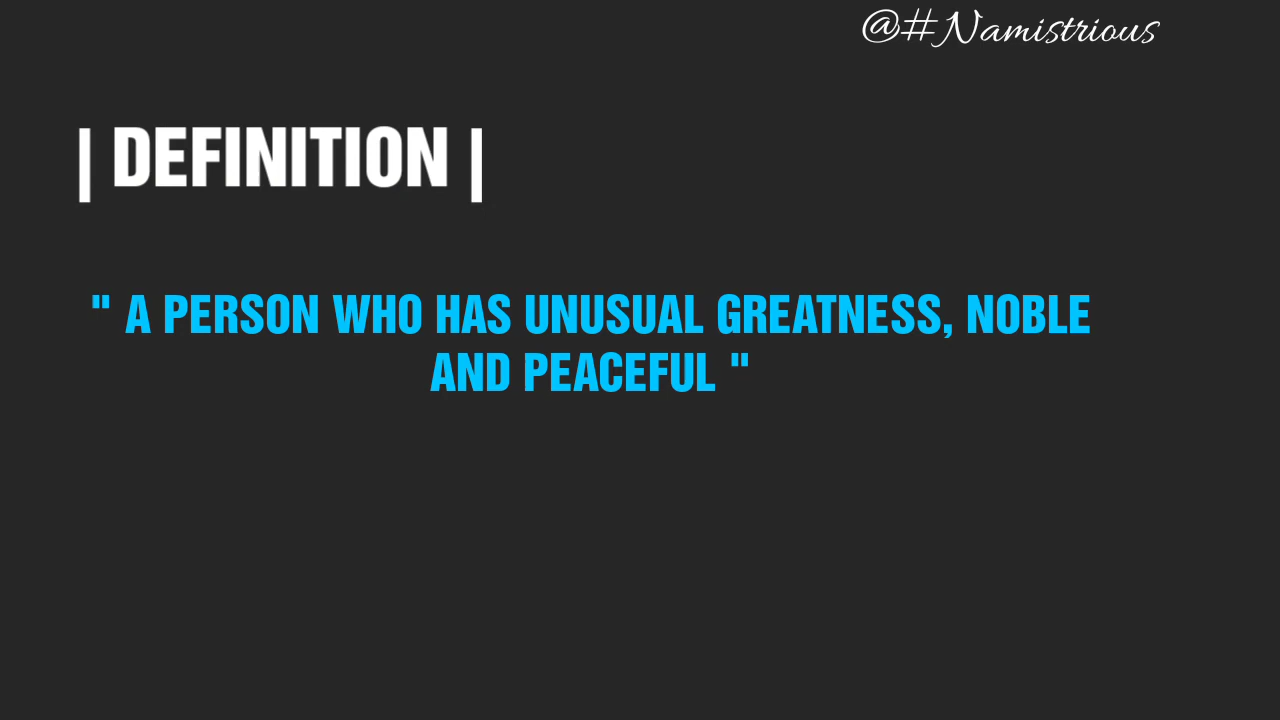 @#Namistrious
| DEFINITION |
" A PERSON WHO HAS UNUSUAL GREATNESS, NOBLE
AND PEACEFUL "